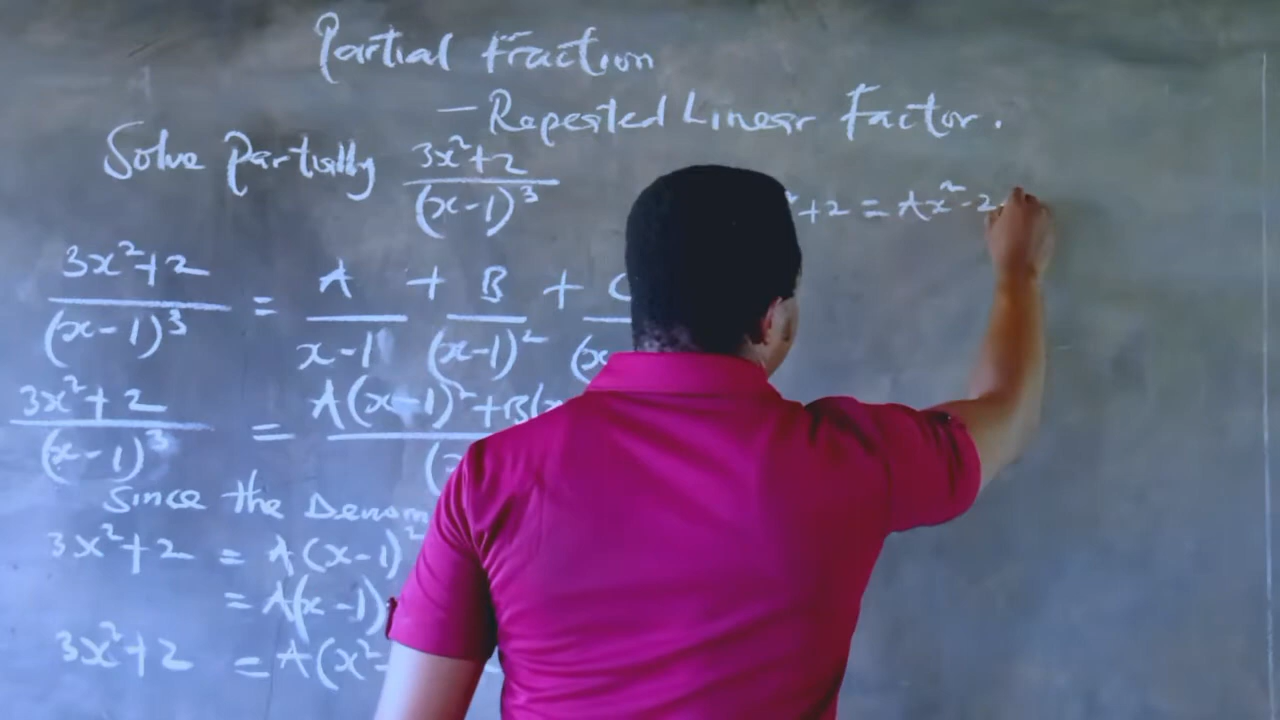 Partial Fraction
- Repeated Linear Factor.
Solve Partially (3x²+2)/(x-1)³
(3x²+2)/(x-1)³ = A/(x-1) + B/(x-1)² + C/(x
(3x²+2)/(x-1)³ = A(x-1)²+B(x
Since the Denom
3x²+2 = A(x-1)²
= A(x-1)
3x²+2 = A(x²-
²+2 = Ax²-2